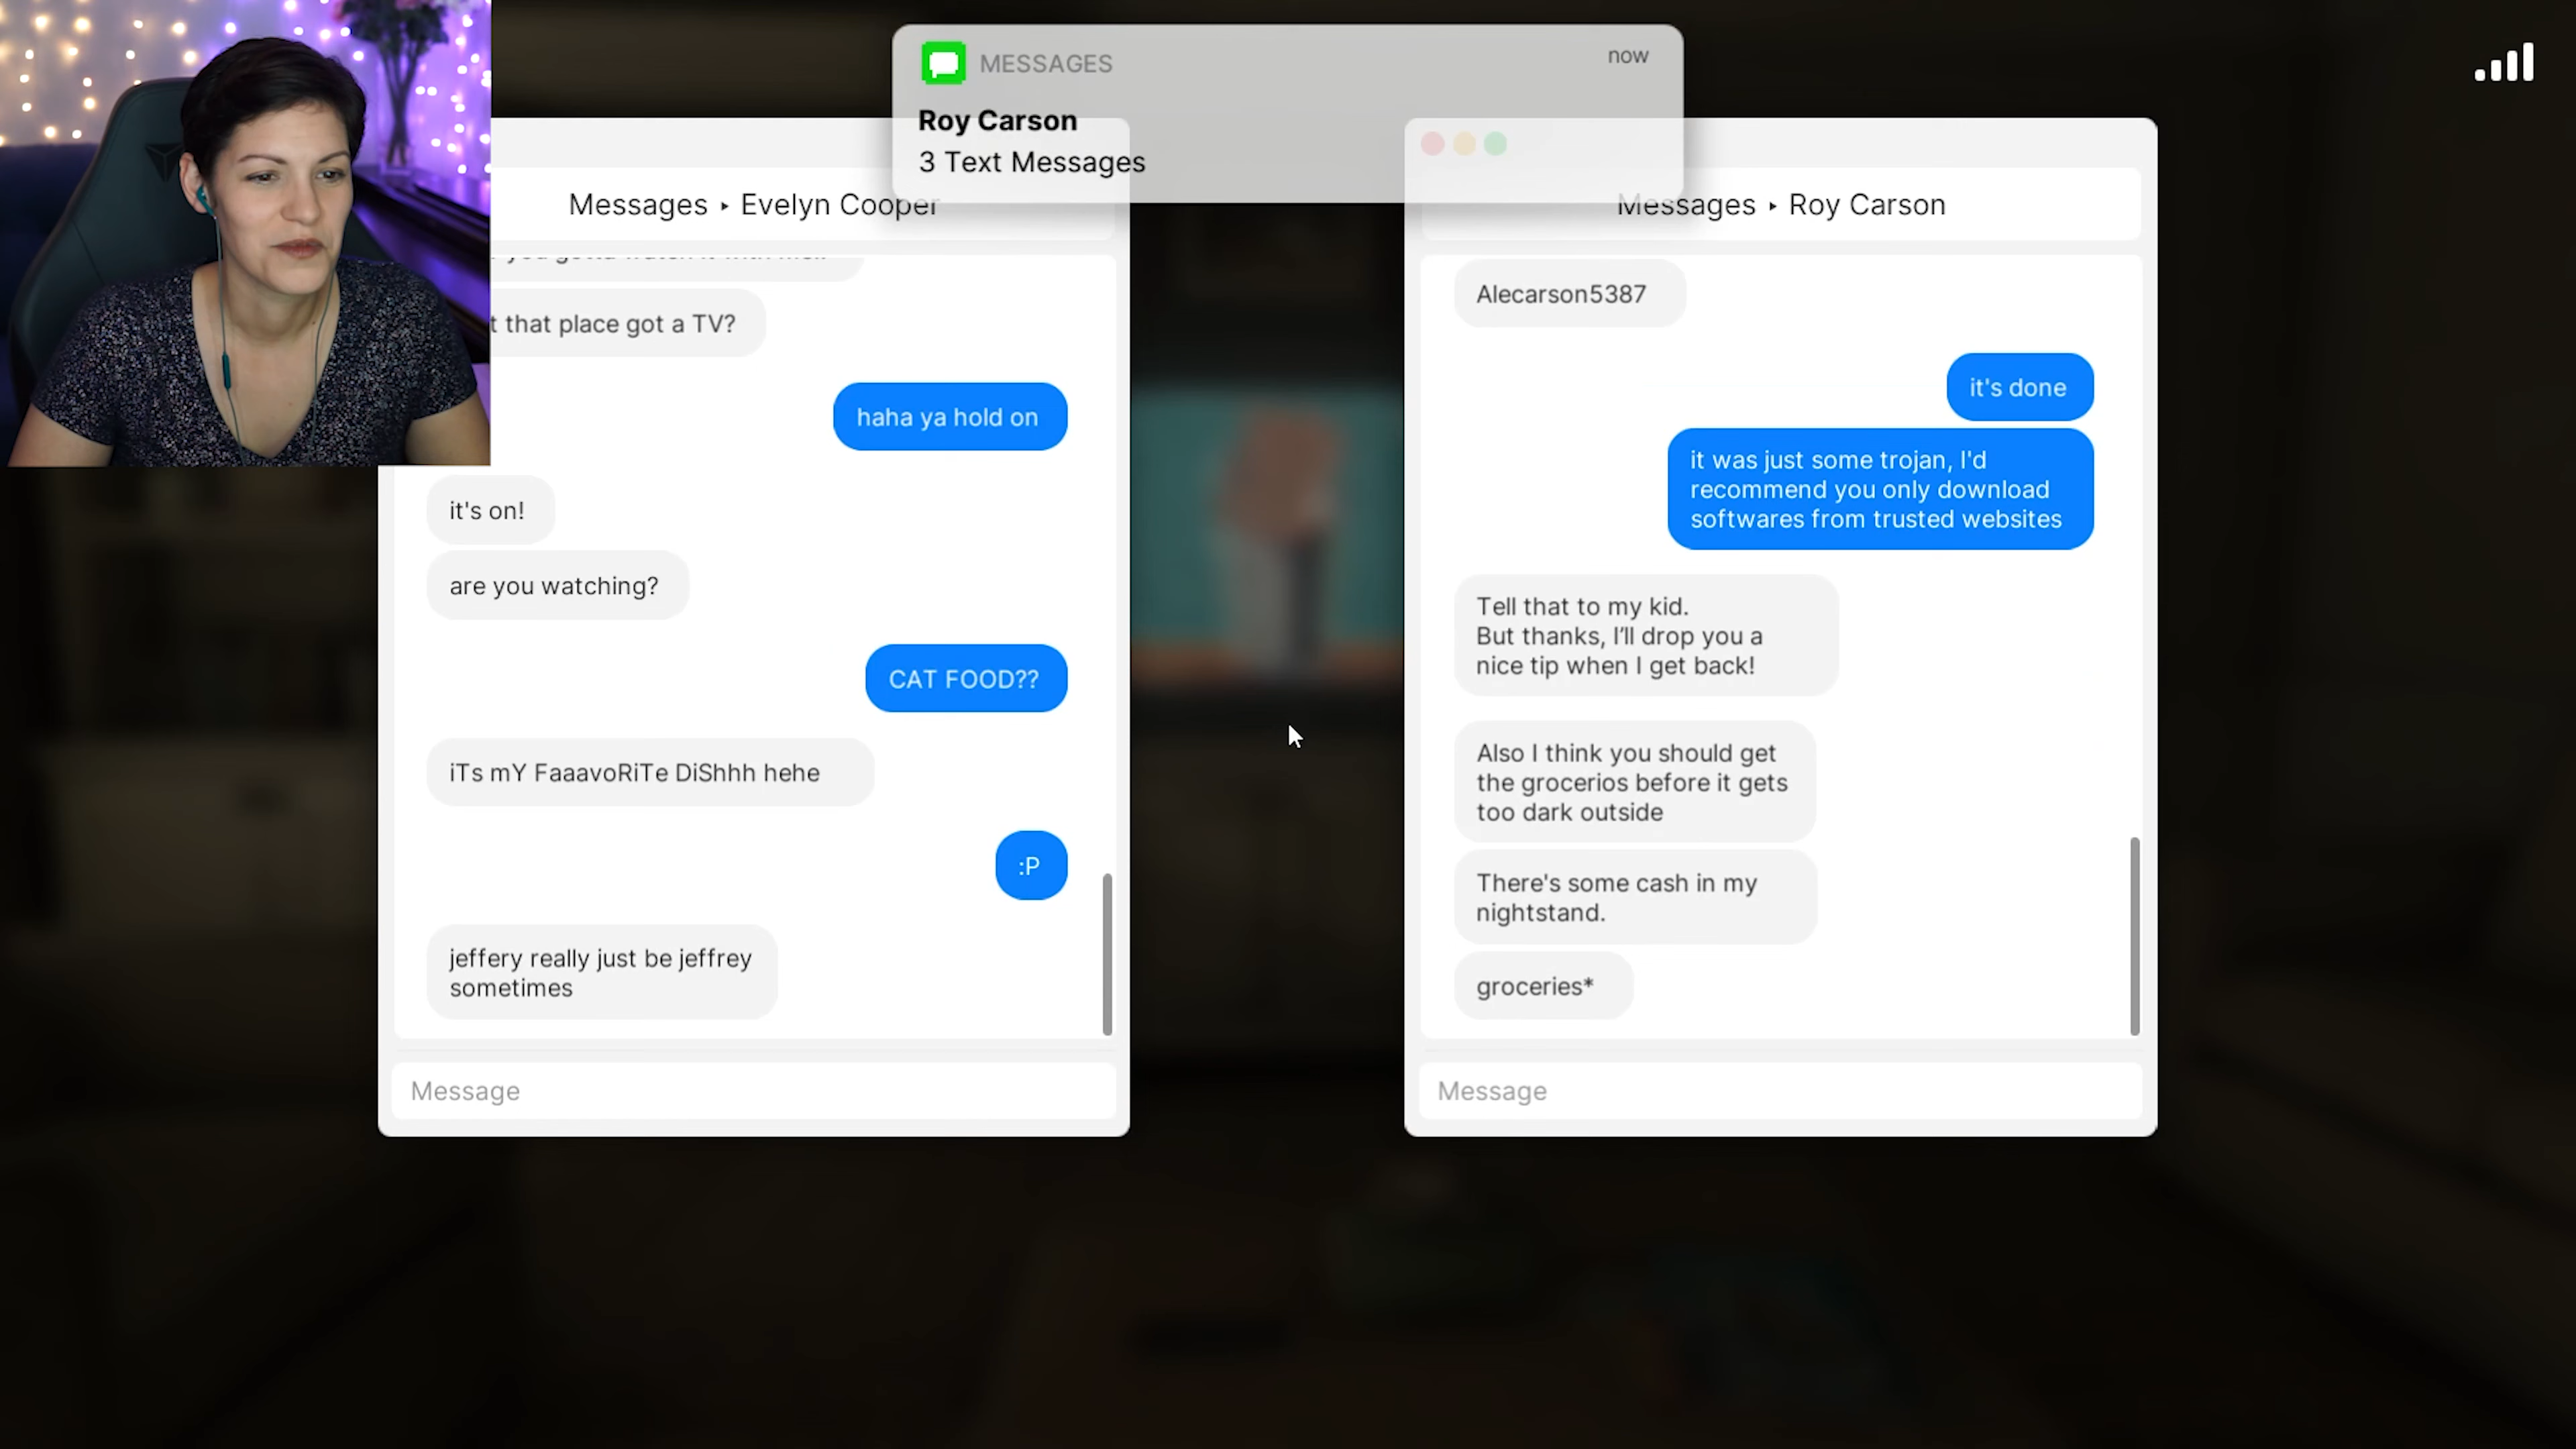 MESSAGES
now
Roy Carson
3 Text Messages
Messages ▸ Evelyn Cooper
t that place got a TV?
haha ya hold on
it's on!
are you watching?
CAT FOOD??
iTs mY FaaavoRiTe DiShhh hehe
:P
jeffery really just be jeffrey
sometimes
Message
Messages ▸ Roy Carson
Alecarson5387
it's done
it was just some trojan, I'd
recommend you only download
softwares from trusted websites
Tell that to my kid.
But thanks, I'll drop you a
nice tip when I get back!
Also I think you should get
the grocerios before it gets
too dark outside
There's some cash in my
nightstand.
groceries*
Message